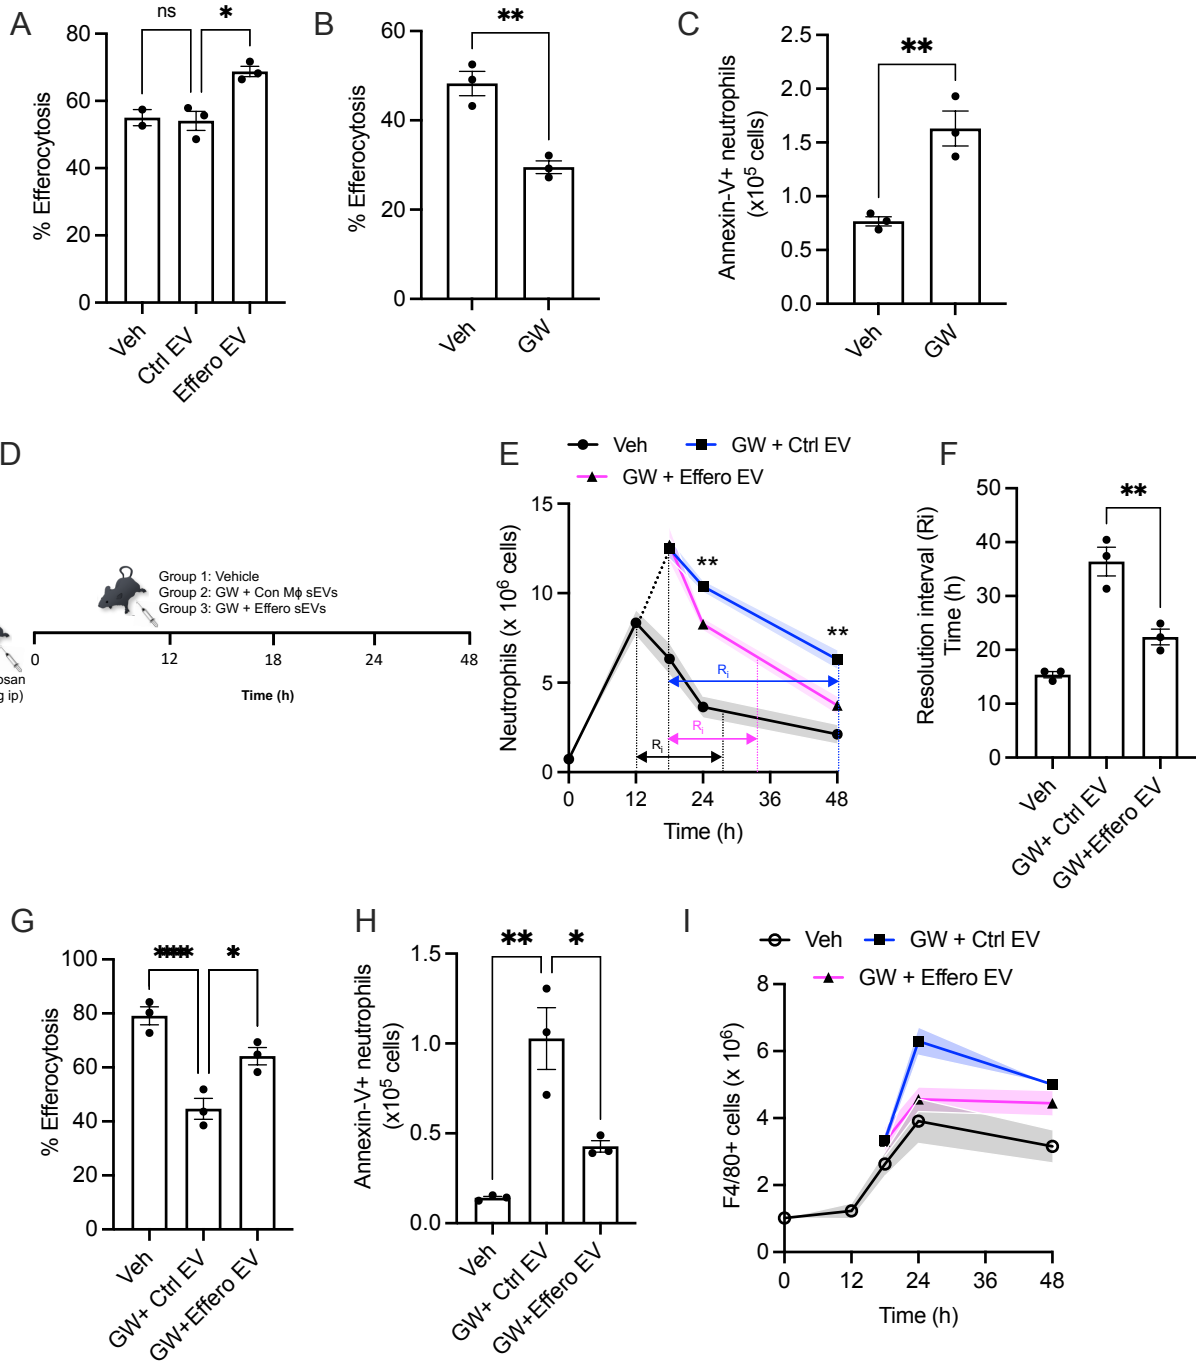 A
ns
*
80
60
40
20
0
% Efferocytosis
Veh
Ctrl EV
Effero EV
B
**
60
40
20
0
% Efferocytosis
Veh
GW
C
**
2.5
2.0
1.5
1.0
0.5
0.0
Annexin-V+ neutrophils
(x10⁵ cells)
Veh
GW
D
Group 1: Vehicle
Group 2: GW + Con Mϕ sEVs
Group 3: GW + Effero sEVs
0
12
18
24
48
osan
g ip)
Time (h)
E
Veh
GW + Ctrl EV
GW + Effero EV
15
10
5
0
Neutrophils (x 10⁶ cells)
**
**
Rᵢ
Rᵢ
Rᵢ
0
12
24
36
48
Time (h)
F
**
50
40
30
20
10
0
Resolution interval (Ri)
Time (h)
Veh
GW+ Ctrl EV
GW+Effero EV
G
****
*
100
80
60
40
20
0
% Efferocytosis
Veh
GW+ Ctrl EV
GW+Effero EV
H
**
*
1.5
1.0
0.5
0.0
Annexin-V+ neutrophils
(x10⁵ cells)
Veh
GW+ Ctrl EV
GW+Effero EV
I
Veh
GW + Ctrl EV
GW + Effero EV
8
6
4
2
0
F4/80+ cells (x 10⁶)
0
12
24
36
48
Time (h)